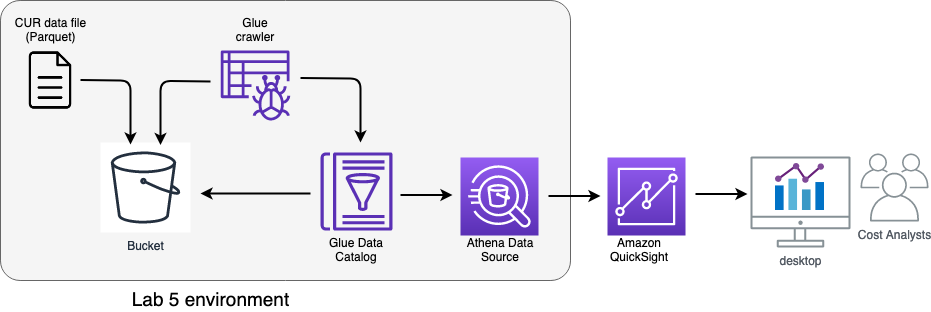 CUR data file
(Parquet)
Glue
crawler
Bucket
Glue Data
Catalog
Athena Data
Source
Amazon
QuickSight
desktop
Cost Analysts
Lab 5 environment